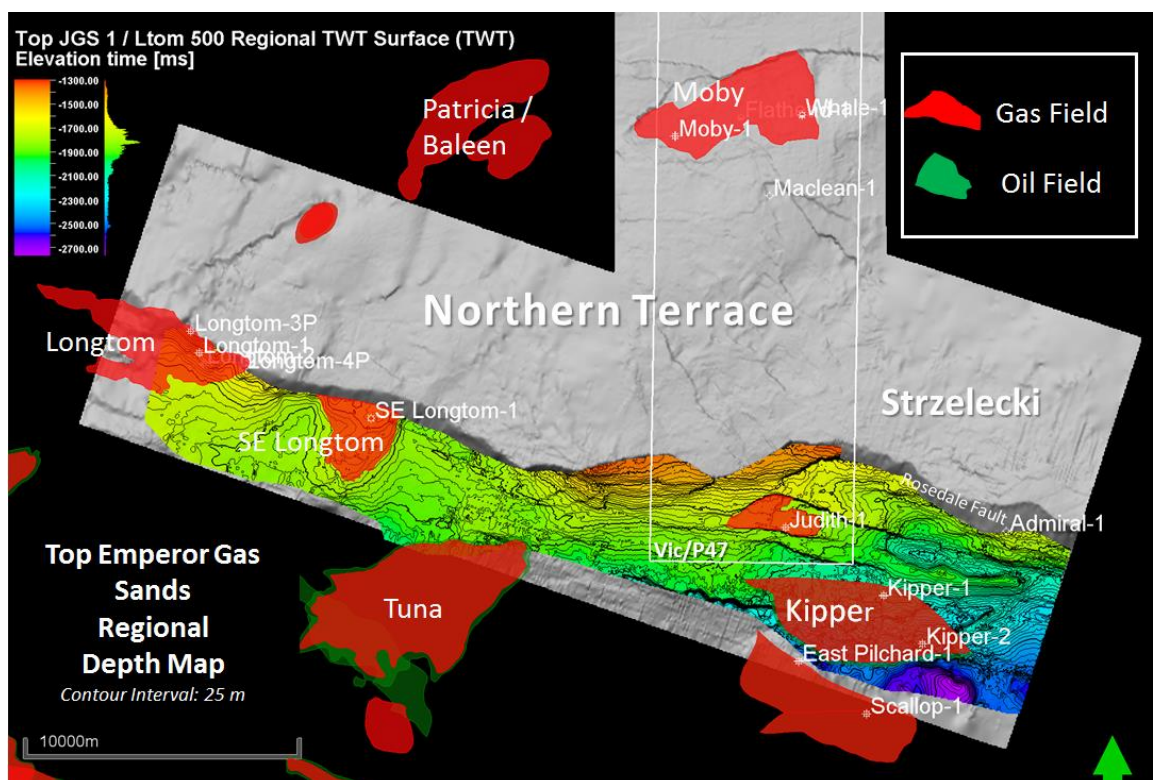 Top JGS 1 / Ltom 500 Regional TWT Surface (TWT)
Elevation time [ms]
-1300.00
-1500.00
-1700.00
-1900.00
-2100.00
-2300.00
-2500.00
-2700.00
Patricia /
Baleen
Moby
Whale-1
Moby-1
Maclean-1
Gas Field
Oil Field
Northern Terrace
Strzelecki
Longtom
Longtom-3P
Longtom-1
Longtom-4P
SE Longtom-1
SE Longtom
Rosedale Fault
Admiral-1
Judith-1
Vic/P47
Kipper-1
Kipper
Kipper-2
East Pilchard-1
Scallop-1
Tuna
Top Emperor Gas
Sands
Regional
Depth Map
Contour Interval: 25 m
10000m